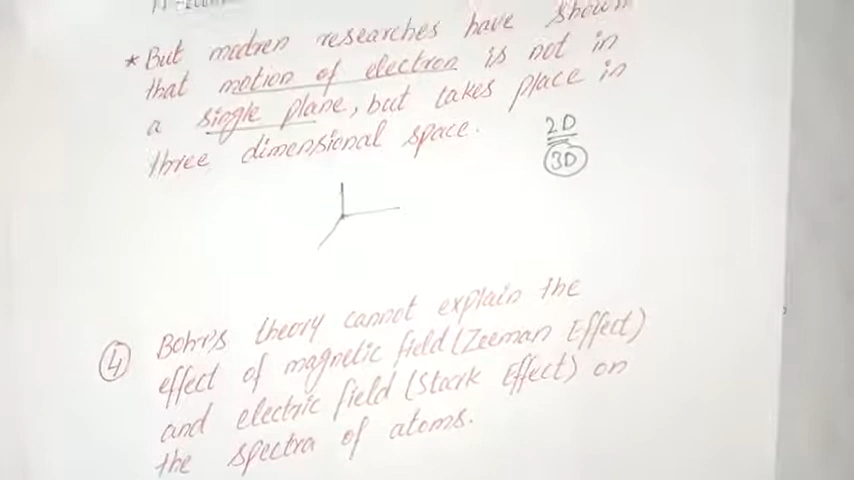 *But modren researches have shown
that motion of electron is not in
a single plane, but takes place in
three dimensional space.
2D
3D
4 Bohr's theory cannot explain the
effect of magnetic field (Zeeman Effect)
and electric field (Stark Effect) on
the spectra of atoms.